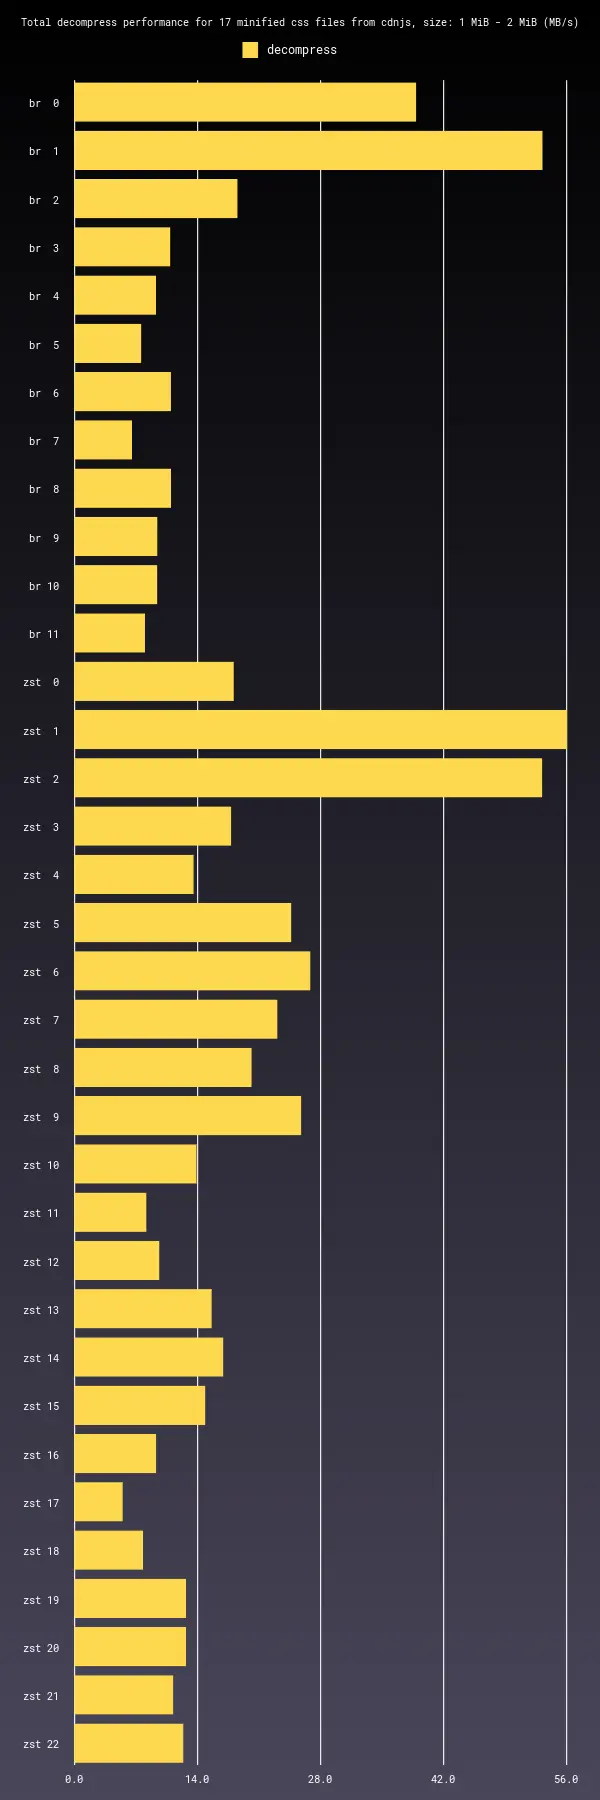 Total decompress performance for 17 minified css files from cdnjs, size: 1 MiB - 2 MiB (MB/s)
decompress
br  0
br  1
br  2
br  3
br  4
br  5
br  6
br  7
br  8
br  9
br 10
br 11
zst  0
zst  1
zst  2
zst  3
zst  4
zst  5
zst  6
zst  7
zst  8
zst  9
zst 10
zst 11
zst 12
zst 13
zst 14
zst 15
zst 16
zst 17
zst 18
zst 19
zst 20
zst 21
zst 22
0.0 14.0 28.0 42.0 56.0